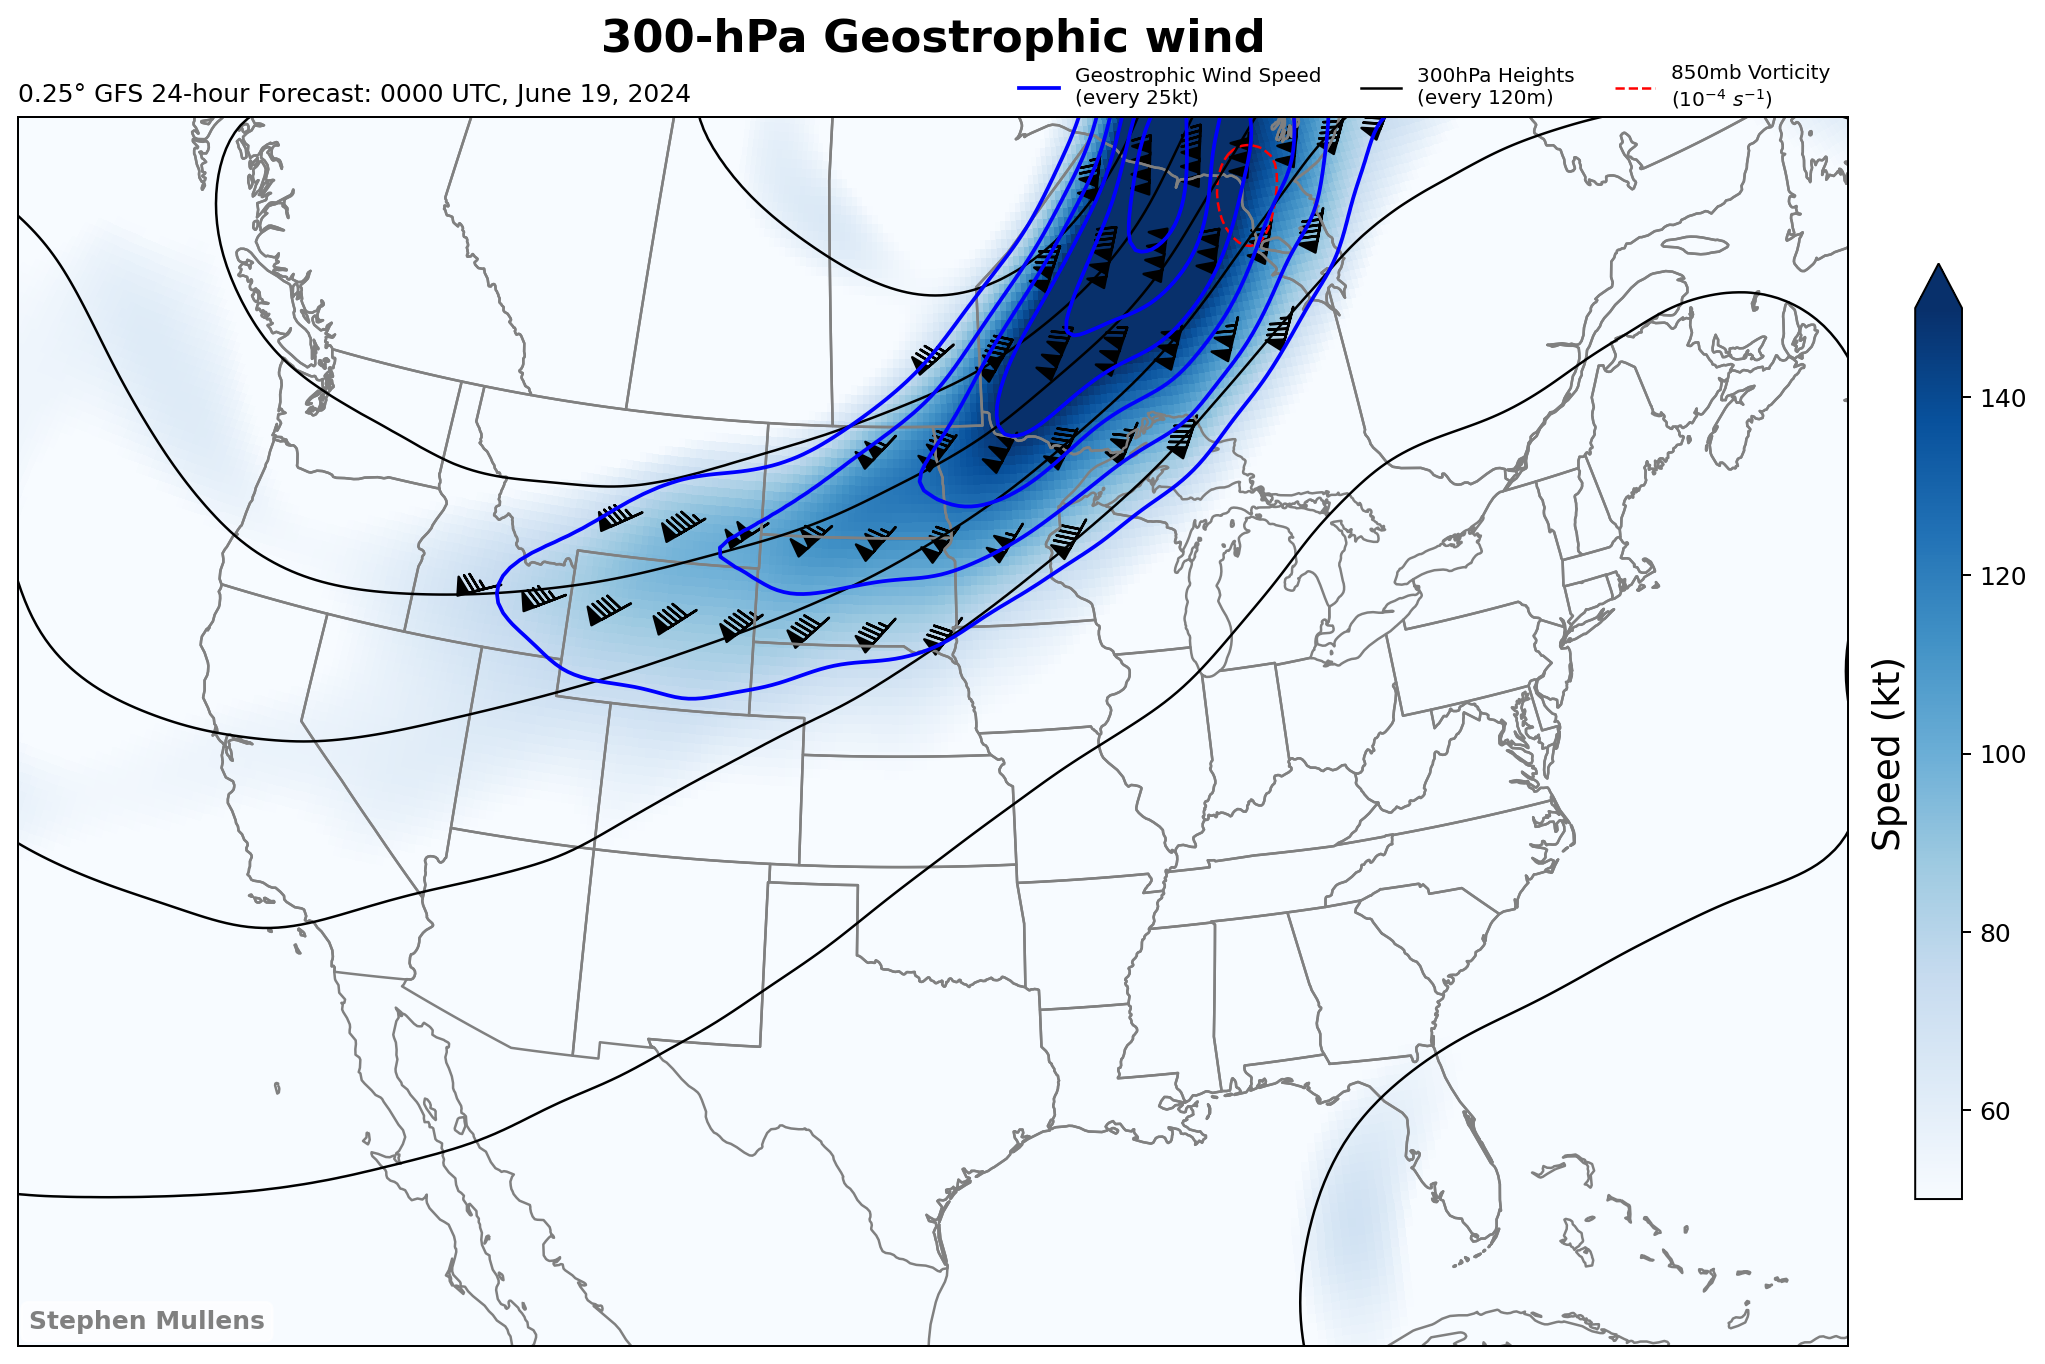 300-hPa Geostrophic wind
0.25° GFS 24-hour Forecast: 0000 UTC, June 19, 2024
Geostrophic Wind Speed
(every 25kt)
300hPa Heights
(every 120m)
850mb Vorticity
(10⁻⁴ s⁻¹)
140
120
100
80
60
Speed (kt)
Stephen Mullens